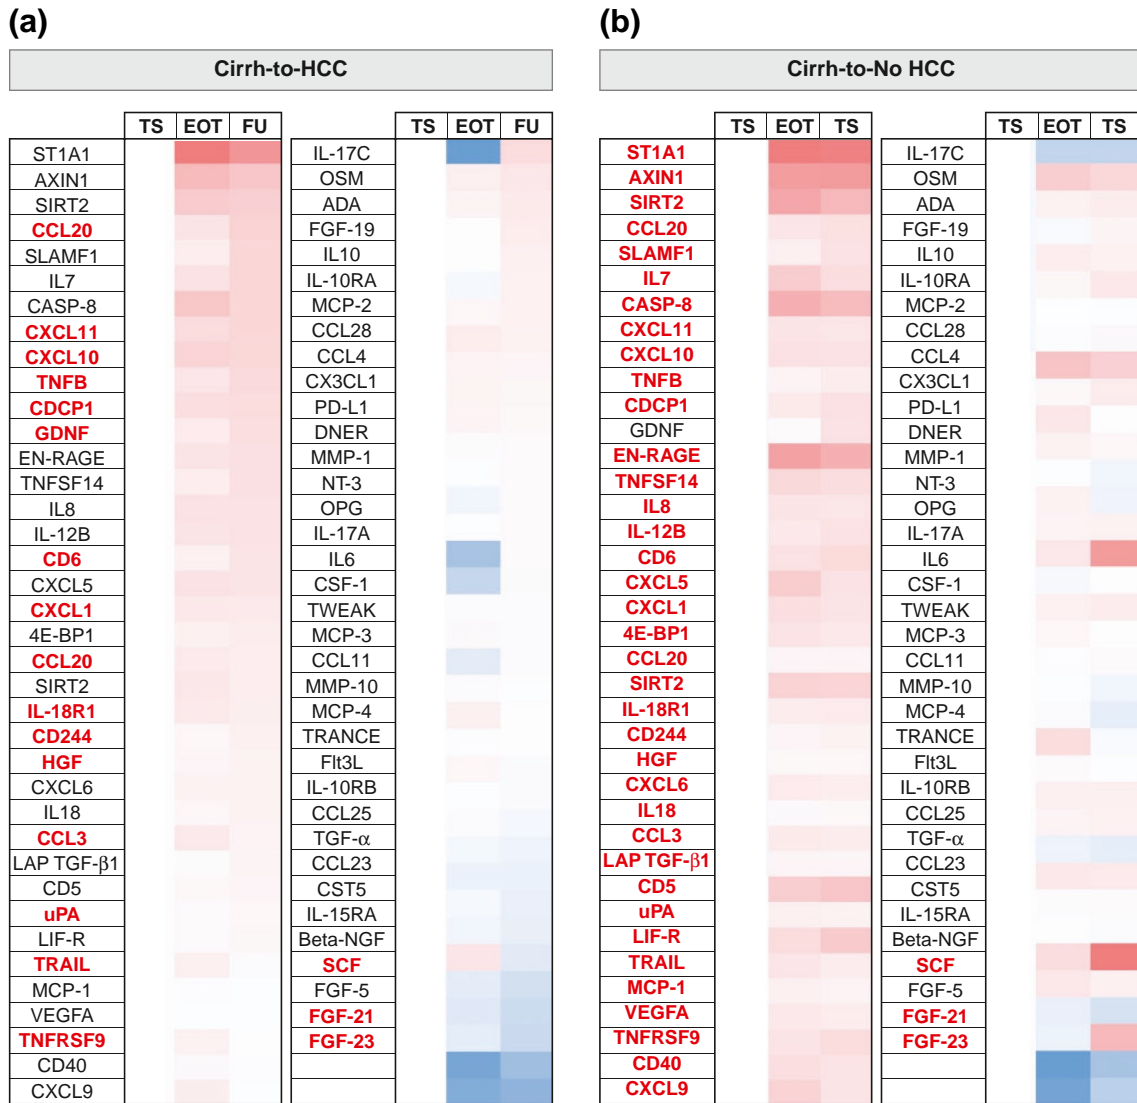 (a)
Cirrh-to-HCC
TS EOT FU
ST1A1
AXIN1
SIRT2
CCL20
SLAMF1
IL7
CASP-8
CXCL11
CXCL10
TNFB
CDCP1
GDNF
EN-RAGE
TNFSF14
IL8
IL-12B
CD6
CXCL5
CXCL1
4E-BP1
CCL20
SIRT2
IL-18R1
CD244
HGF
CXCL6
IL18
CCL3
LAP TGF-β1
CD5
uPA
LIF-R
TRAIL
MCP-1
VEGFA
TNFRSF9
CD40
CXCL9
TS EOT FU
IL-17C
OSM
ADA
FGF-19
IL10
IL-10RA
MCP-2
CCL28
CCL4
CX3CL1
PD-L1
DNER
MMP-1
NT-3
OPG
IL-17A
IL6
CSF-1
TWEAK
MCP-3
CCL11
MMP-10
MCP-4
TRANCE
Flt3L
IL-10RB
CCL25
TGF-α
CCL23
CST5
IL-15RA
Beta-NGF
SCF
FGF-5
FGF-21
FGF-23
(b)
Cirrh-to-No HCC
TS EOT TS
ST1A1
AXIN1
SIRT2
CCL20
SLAMF1
IL7
CASP-8
CXCL11
CXCL10
TNFB
CDCP1
GDNF
EN-RAGE
TNFSF14
IL8
IL-12B
CD6
CXCL5
CXCL1
4E-BP1
CCL20
SIRT2
IL-18R1
CD244
HGF
CXCL6
IL18
CCL3
LAP TGF-β1
CD5
uPA
LIF-R
TRAIL
MCP-1
VEGFA
TNFRSF9
CD40
CXCL9
TS EOT TS
IL-17C
OSM
ADA
FGF-19
IL10
IL-10RA
MCP-2
CCL28
CCL4
CX3CL1
PD-L1
DNER
MMP-1
NT-3
OPG
IL-17A
IL6
CSF-1
TWEAK
MCP-3
CCL11
MMP-10
MCP-4
TRANCE
Flt3L
IL-10RB
CCL25
TGF-α
CCL23
CST5
IL-15RA
Beta-NGF
SCF
FGF-5
FGF-21
FGF-23